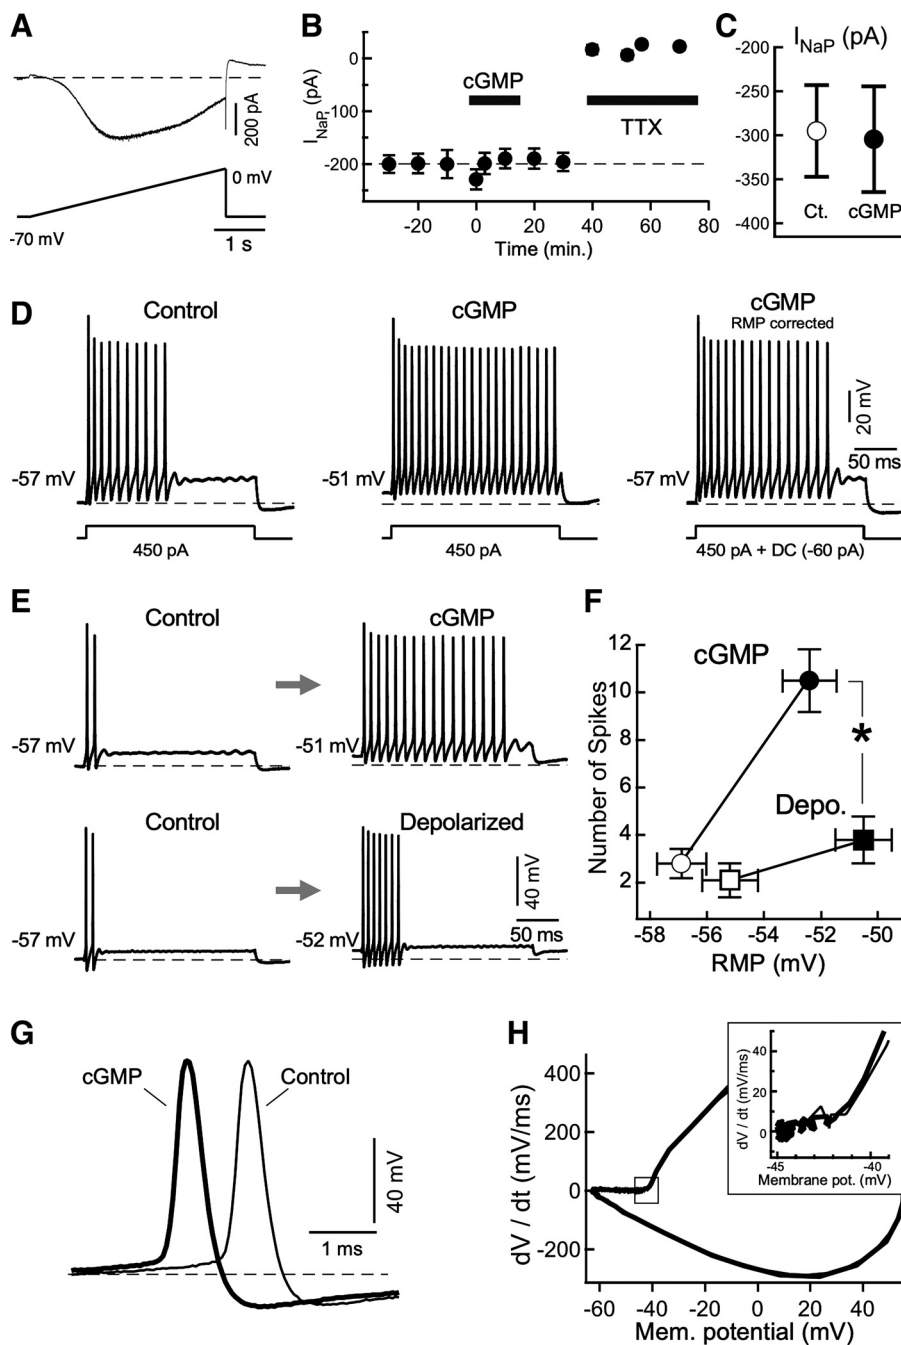 A
200 pA
0 mV
-70 mV
1 s
B
I_NaP (pA)
0
-100
-200
cGMP
TTX
-20 0 20 40 60 80
Time (min.)
C
I_NaP (pA)
-200
-250
-300
-350
-400
Ct. cGMP
D
Control
-57 mV
450 pA
cGMP
-51 mV
450 pA
cGMP
RMP corrected
20 mV
50 ms
-57 mV
450 pA + DC (-60 pA)
E
Control
-57 mV
cGMP
-51 mV
Control
-57 mV
Depolarized
-52 mV
40 mV
50 ms
F
Number of Spikes
12
10
8
6
4
2
cGMP
*
Depo.
-58 -56 -54 -52 -50
RMP (mV)
G
cGMP
Control
40 mV
1 ms
H
dV / dt (mV/ms)
400
200
0
-200
-60 -40 -20 0 20 40
Mem. potential (mV)
dV / dt (mV/ms)
40
20
10
0
-45 -40
Membrane pot. (mV)